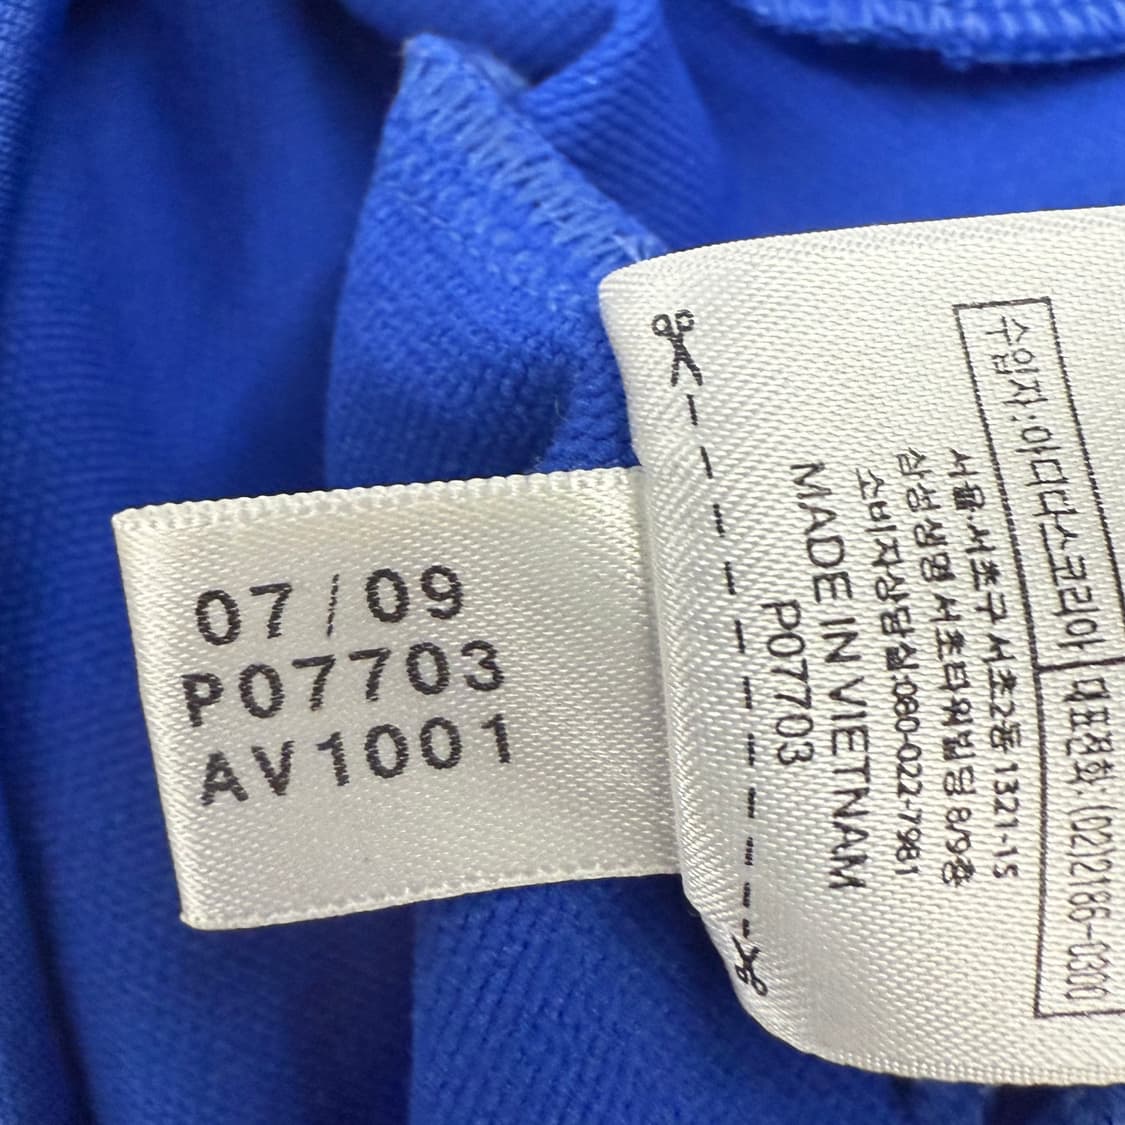 07/09
P07703
AV1001
수입자:아디다스코리아
대표전화:(02)2186-0300
서울 서초구 서초2동 1321-15
삼성생명 서초타워빌딩 8/9층
소비자상담실:080-022-7981
MADE IN VIETNAM
P07703